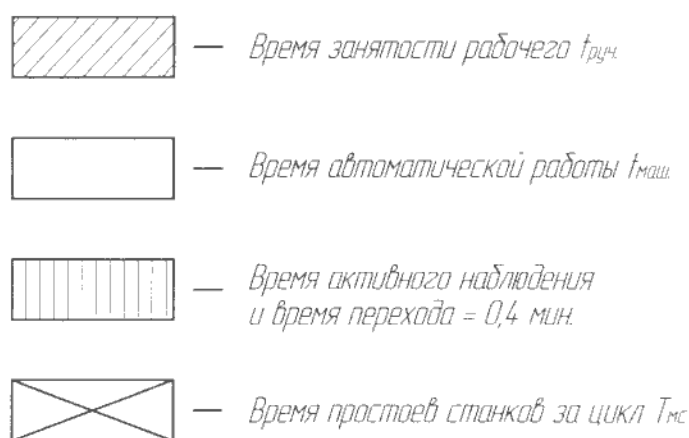 — Время занятости рабочего tруч.
— Время автоматической работы tмаш.
— Время активного наблюдения
и время перехода = 0,4 мин.
— Время простоев станков за цикл Tмс